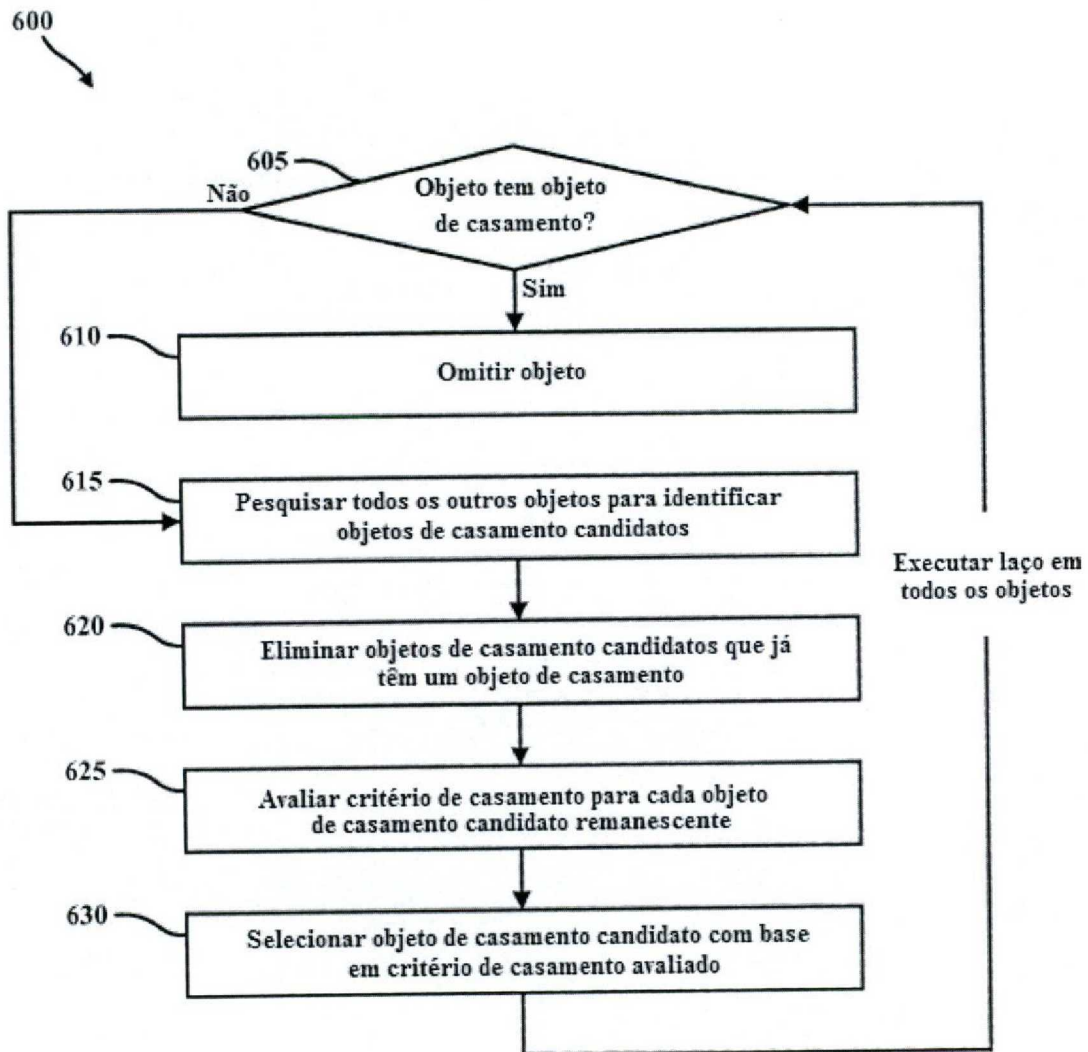 600
605
Não
Objeto tem objeto
de casamento?
Sim
610
Omitir objeto
615
Pesquisar todos os outros objetos para identificar
objetos de casamento candidatos
Executar laço em
todos os objetos
620
Eliminar objetos de casamento candidatos que já
têm um objeto de casamento
625
Avaliar critério de casamento para cada objeto
de casamento candidato remanescente
630
Selecionar objeto de casamento candidato com base
em critério de casamento avaliado